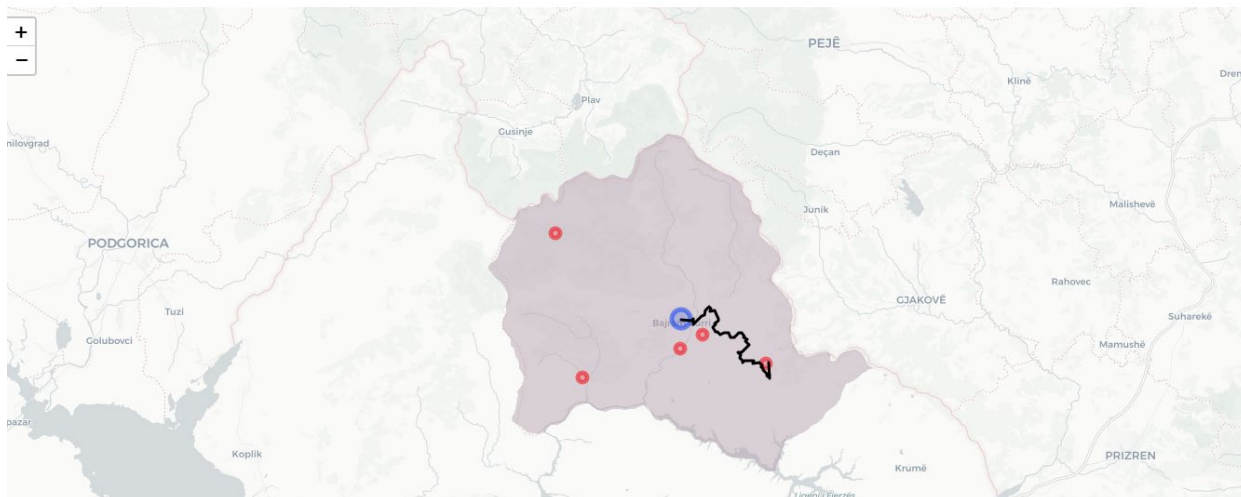 +
−
PEJË
Klinë
Dren
Plav
Gusinje
nilovgrad
Deçan
Malishevë
Junik
PODGORICA
Rahovec
GJAKOVË
Tuzi
Suharekë
Golubovci
Mamushë
pazar
Koplik
PRIZREN
Krumë